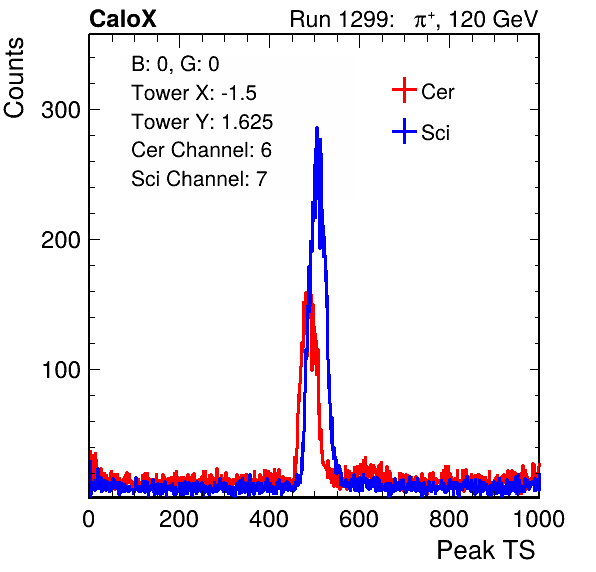 CaloX Run 1299: π⁺, 120 GeV
Counts
B: 0, G: 0
Tower X: -1.5
Tower Y: 1.625
Cer Channel: 6
Sci Channel: 7
Cer
Sci
300
200
100
0 200 400 600 800 1000
Peak TS